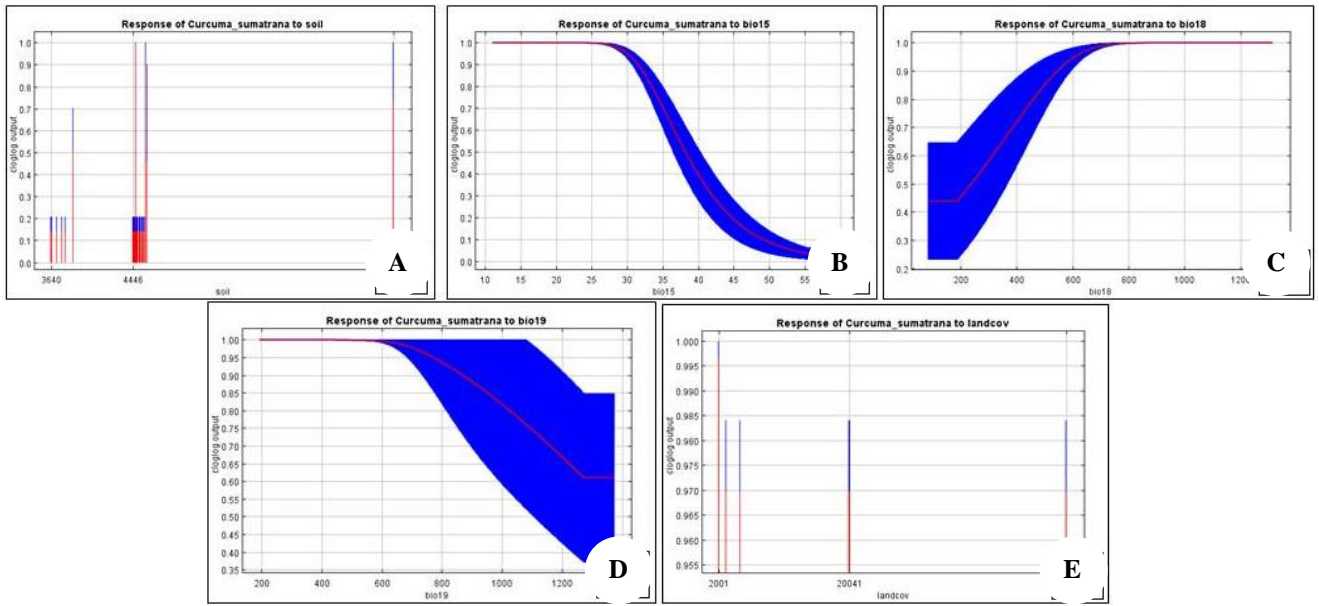 Response of Curcuma_sumatrana to soil
cloglog output
1.0
0.9
0.8
0.7
0.6
0.5
0.4
0.3
0.2
0.1
0.0
3640
4446
soil
A
Response of Curcuma_sumatrana to bio15
cloglog output
1.0
0.9
0.8
0.7
0.6
0.5
0.4
0.3
0.2
0.1
0.0
10 15 20 25 30 35 40 45 50 55
bio15
B
Response of Curcuma_sumatrana to bio18
cloglog output
1.0
0.9
0.8
0.7
0.6
0.5
0.4
0.3
0.2
200 400 600 800 1000
bio18
C
Response of Curcuma_sumatrana to bio19
cloglog output
1.00
0.95
0.90
0.85
0.80
0.75
0.70
0.65
0.60
0.55
0.50
0.45
0.40
0.35
200 400 600 800 1000
bio19
D
Response of Curcuma_sumatrana to landcov
cloglog output
1.000
0.995
0.990
0.985
0.980
0.975
0.970
0.965
0.960
0.955
2001
20041
landcov
E